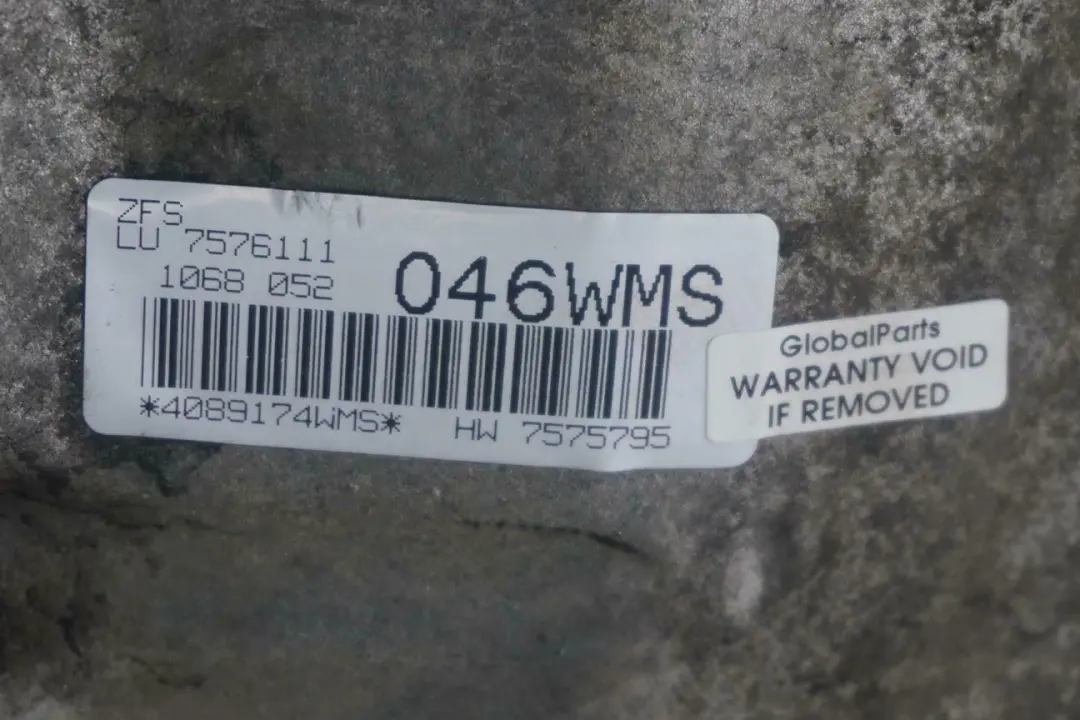 ZFS
LU 7576111
1068 052
046WMS
*4089174WMS*
HW 7575795
GlobalParts
WARRANTY VOID
IF REMOVED